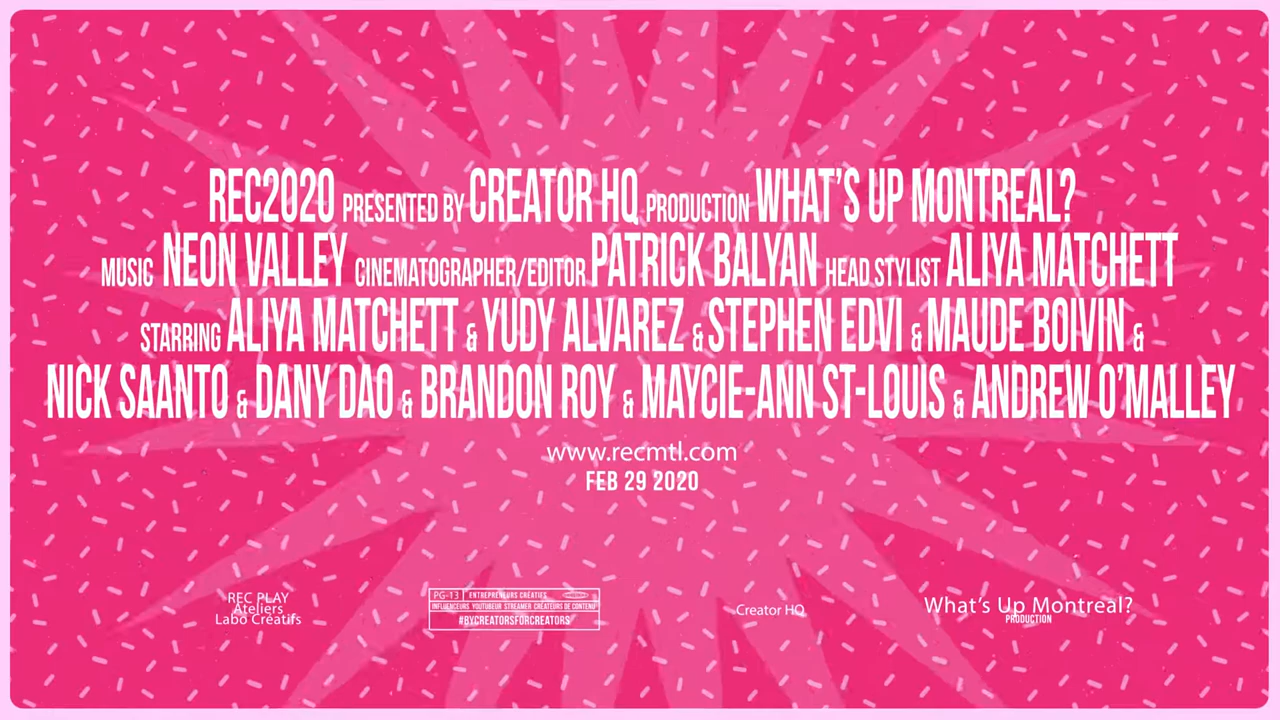 REC2020 PRESENTED BY CREATOR HQ PRODUCTION WHAT'S UP MONTREAL?
MUSIC NEON VALLEY CINEMATOGRAPHER/EDITOR PATRICK BALYAN HEAD STYLIST ALIYA MATCHETT
STARRING ALIYA MATCHETT & YUDY ALVAREZ & STEPHEN EDVI & MAUDE BOIVIN &
NICK SAANTO & DANY DAO & BRANDON ROY & MAYCIE-ANN ST-LOUIS & ANDREW O'MALLEY
www.recmtl.com
FEB 29 2020
REC PLAY
Ateliers
Labo Créatifs
PG-13 ENTREPRENEURS CRÉATIFS
INFLUENCEURS YOUTUBEUR STREAMER CRÉATEURS DE CONTENU
#BYCREATORSFORCREATORS
Creator HQ
What's Up Montreal?
PRODUCTION